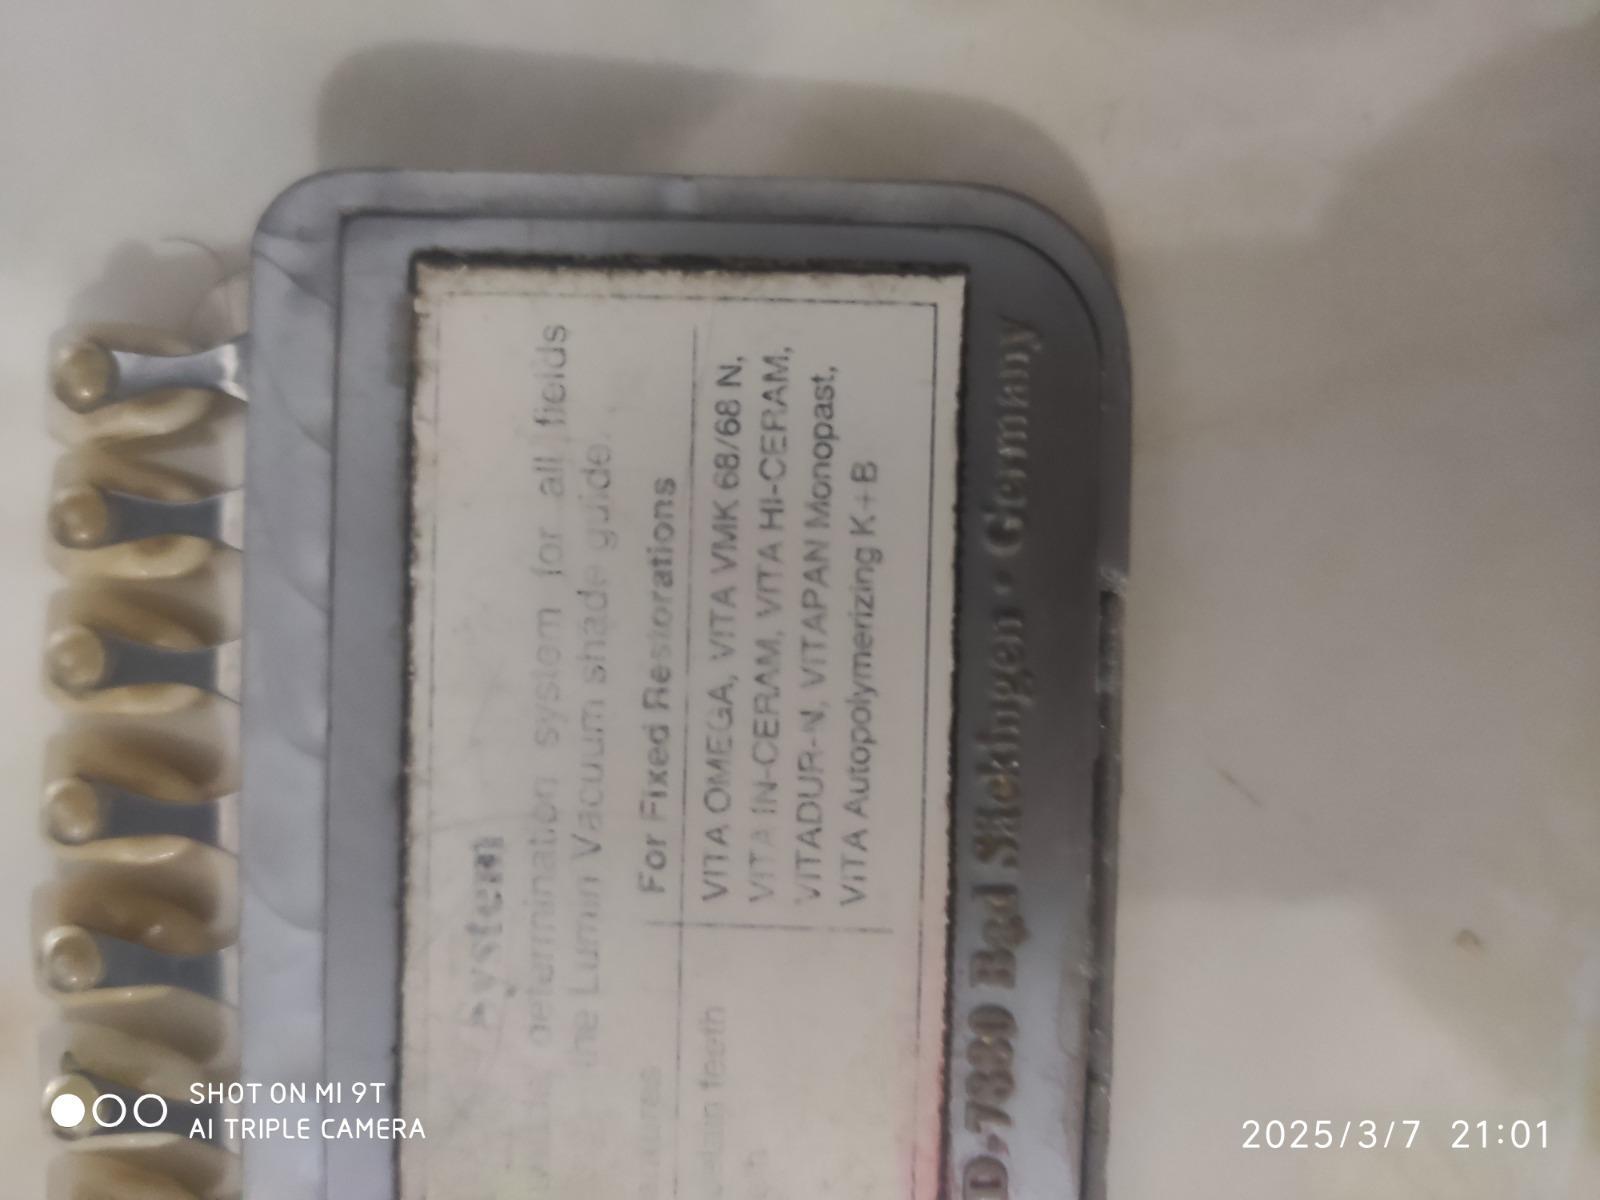 System
determination system for all fields
the Lumin Vacuum shade guide.
For Fixed Restorations
VITA OMEGA, VITA VMK 68/68 N,
VITA IN-CERAM, VITA HI-CERAM,
VITADUR-N, VITAPAN Monopast,
VITA Autopolymerizing K+B
teeth
D-7880 Bad Säckingen · Germany
SHOT ON MI 9T
AI TRIPLE CAMERA
2025/3/7 21:01